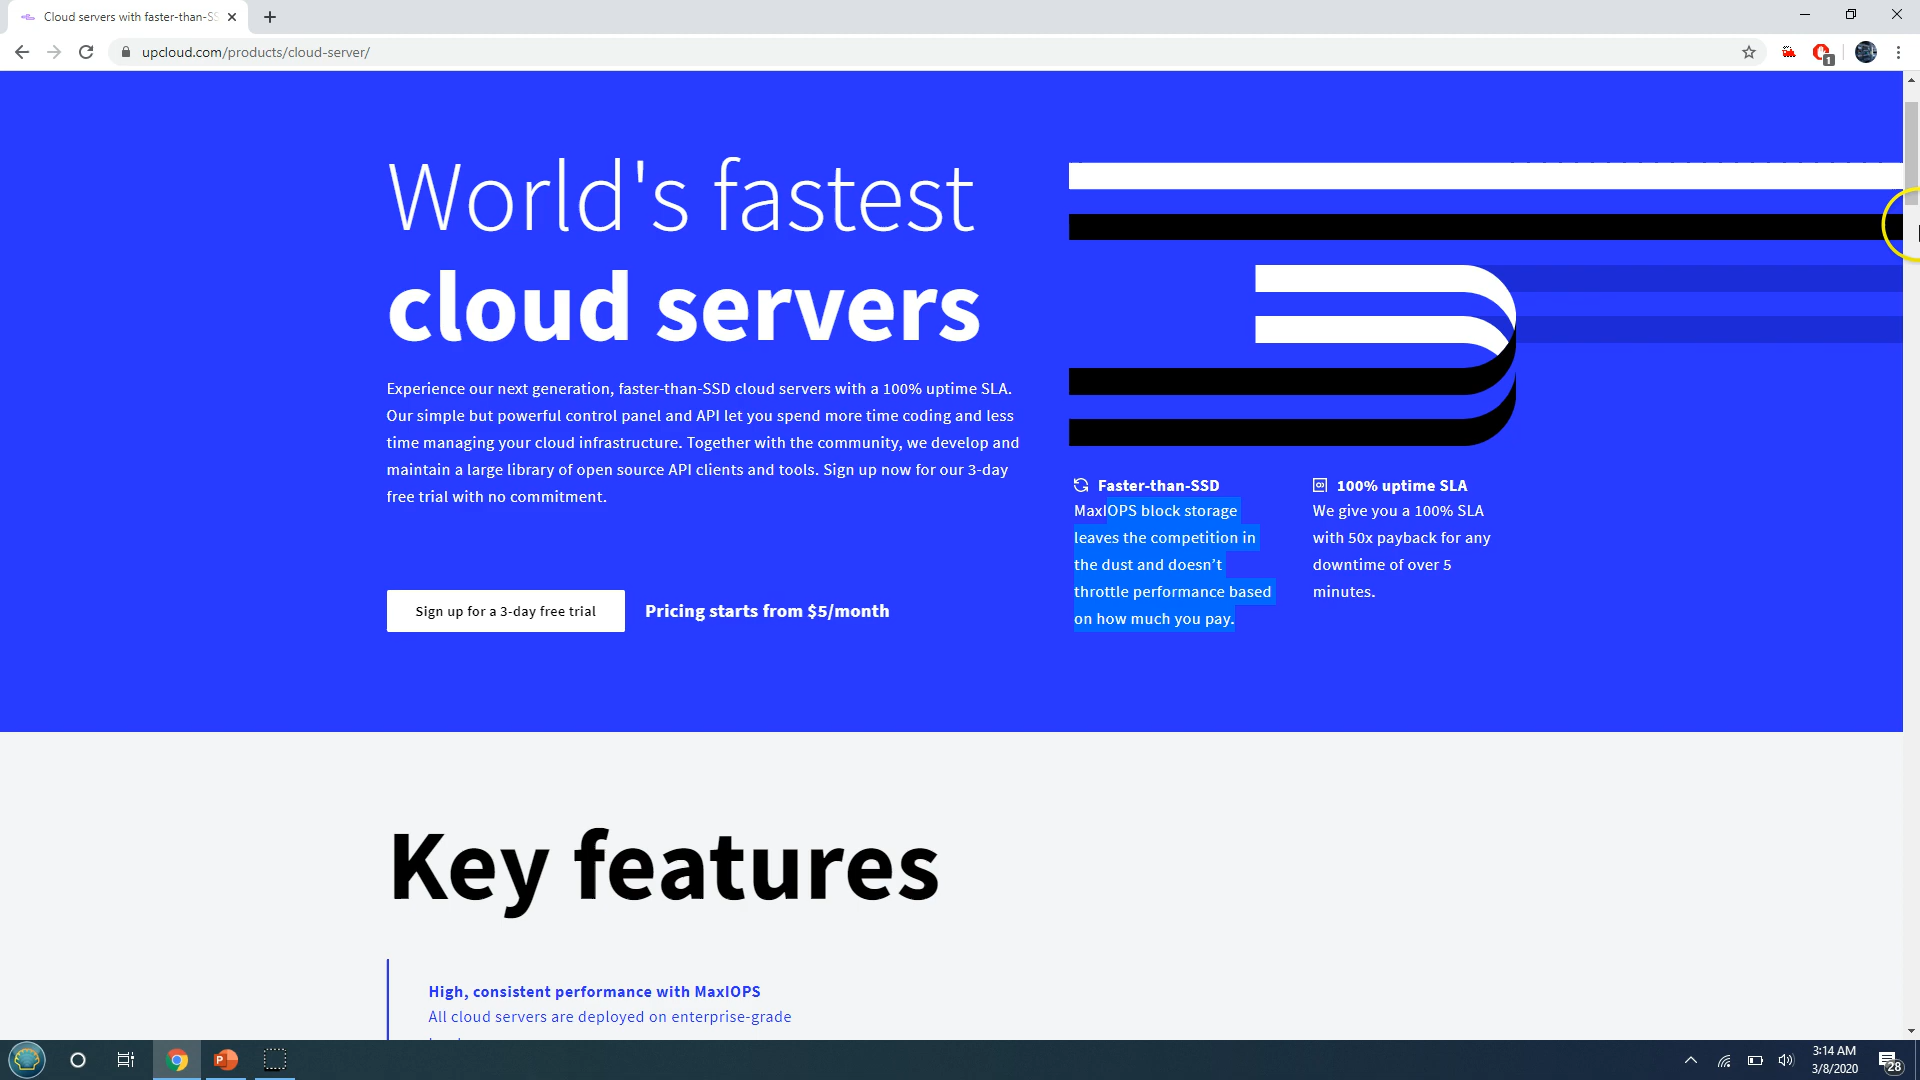 Cloud servers with faster-than-SS
upcloud.com/products/cloud-server/
1
World's fastest
cloud servers
Experience our next generation, faster-than-SSD cloud servers with a 100% uptime SLA.
Our simple but powerful control panel and API let you spend more time coding and less
time managing your cloud infrastructure. Together with the community, we develop and
maintain a large library of open source API clients and tools. Sign up now for our 3-day
free trial with no commitment.
Sign up for a 3-day free trial
Pricing starts from $5/month
Faster-than-SSD
MaxIOPS block storage
leaves the competition in
the dust and doesn’t
throttle performance based
on how much you pay.
100% uptime SLA
We give you a 100% SLA
with 50x payback for any
downtime of over 5
minutes.
Key features
High, consistent performance with MaxIOPS
All cloud servers are deployed on enterprise-grade
3:14 AM
3/8/2020
28